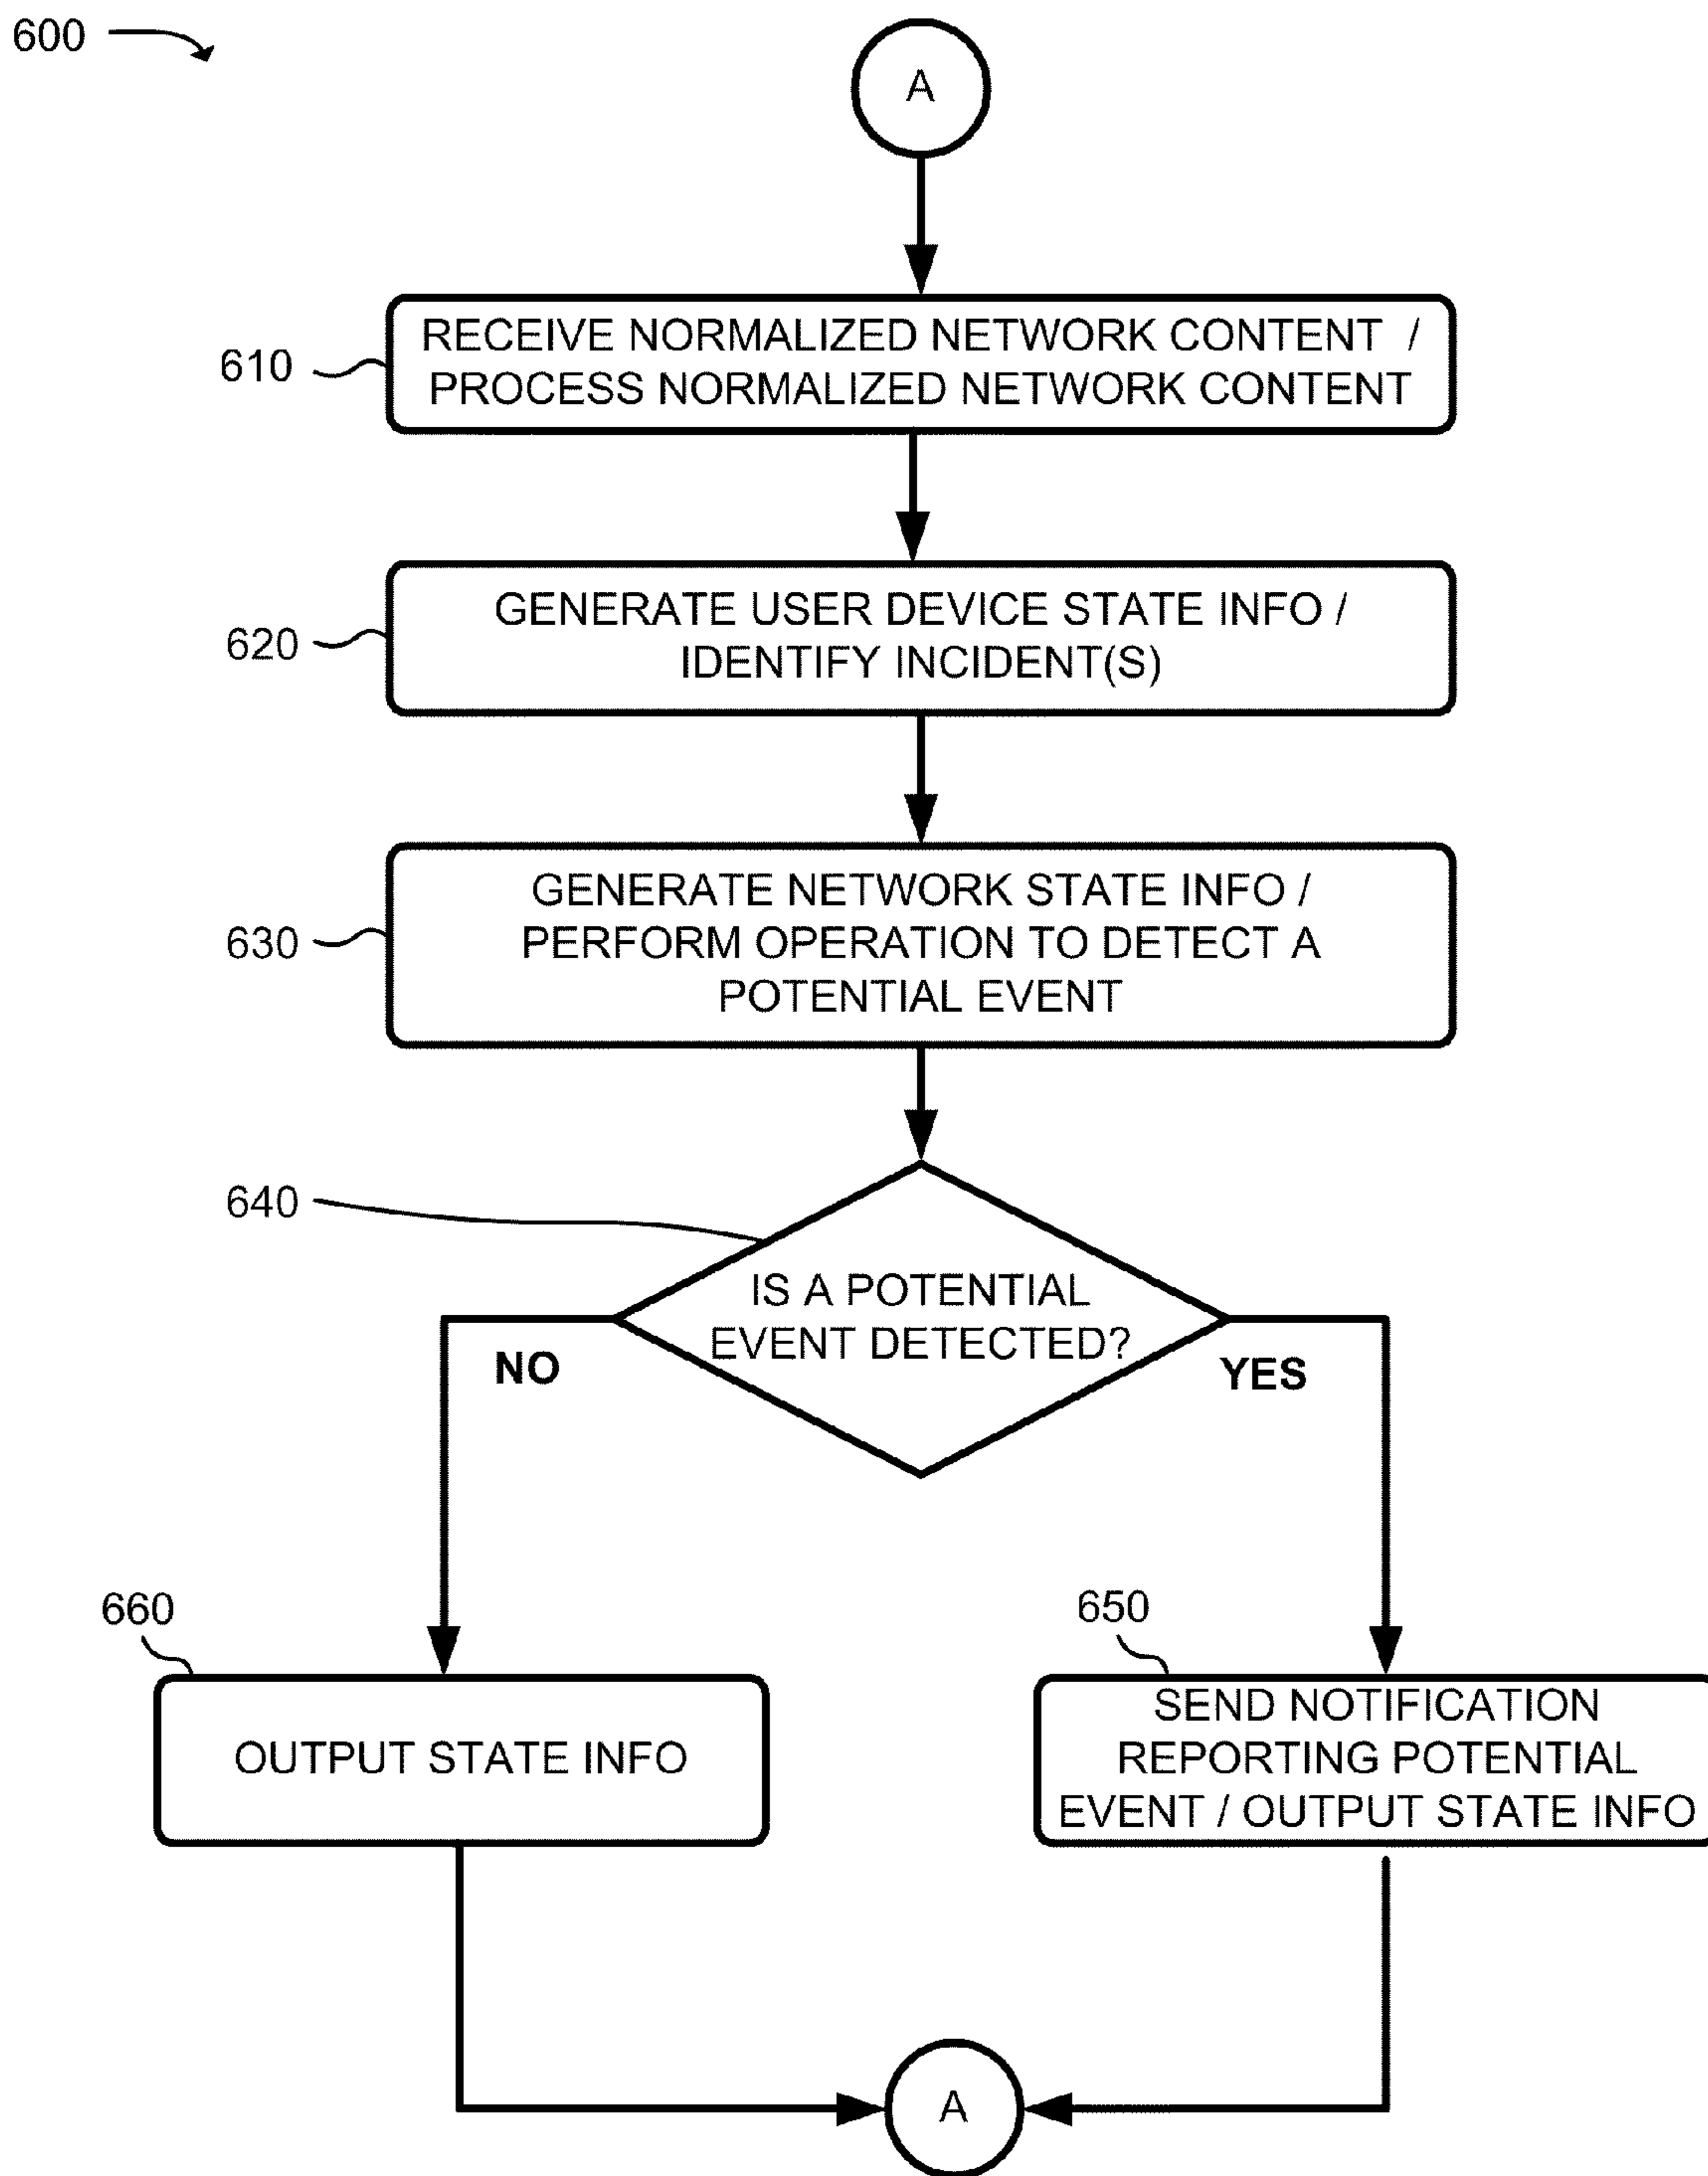 600
A
610
RECEIVE NORMALIZED NETWORK CONTENT /
PROCESS NORMALIZED NETWORK CONTENT
620
GENERATE USER DEVICE STATE INFO /
IDENTIFY INCIDENT(S)
630
GENERATE NETWORK STATE INFO /
PERFORM OPERATION TO DETECT A
POTENTIAL EVENT
640
IS A POTENTIAL
EVENT DETECTED?
NO
YES
660
OUTPUT STATE INFO
650
SEND NOTIFICATION
REPORTING POTENTIAL
EVENT / OUTPUT STATE INFO
A